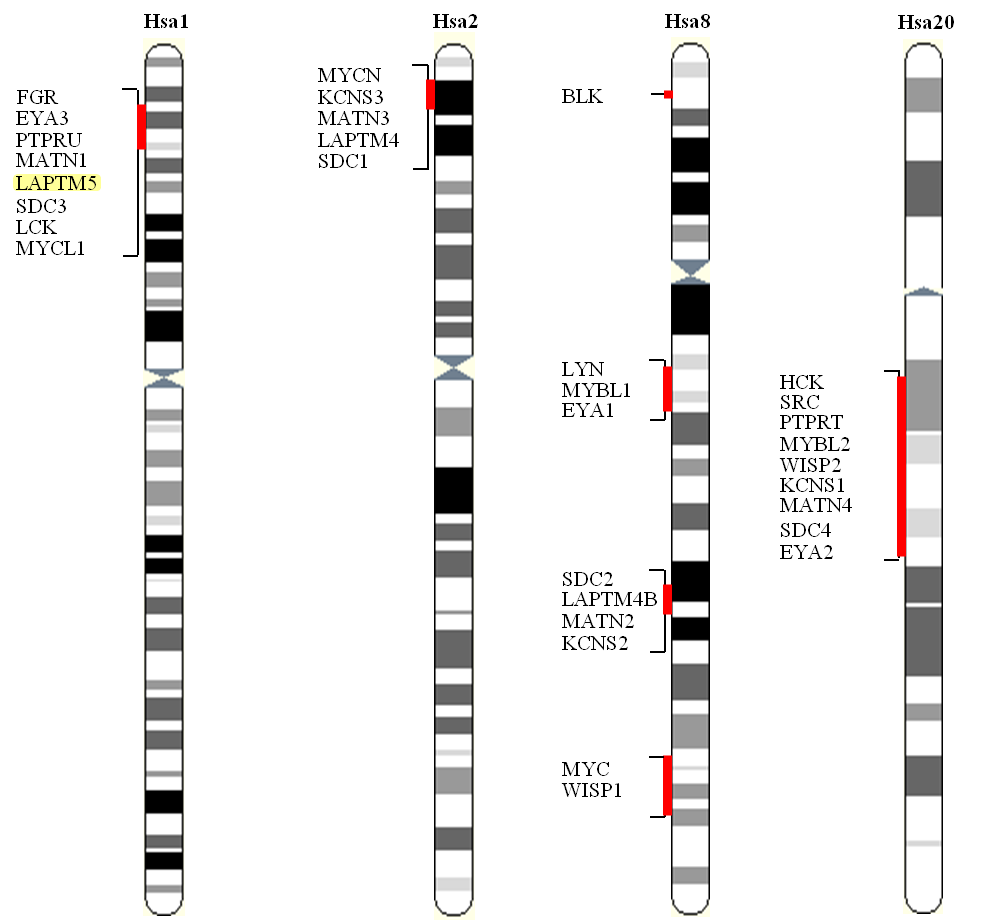 Hsa1
Hsa2
Hsa8
Hsa20
FGR
EYA3
PTPRU
MATN1
LAPTM5
SDC3
LCK
MYCL1
MYCN
KCNS3
MATN3
LAPTM4
SDC1
BLK
LYN
MYBL1
EYA1
SDC2
LAPTM4B
MATN2
KCNS2
MYC
WISP1
HCK
SRC
PTPRT
MYBL2
WISP2
KCNS1
MATN4
SDC4
EYA2